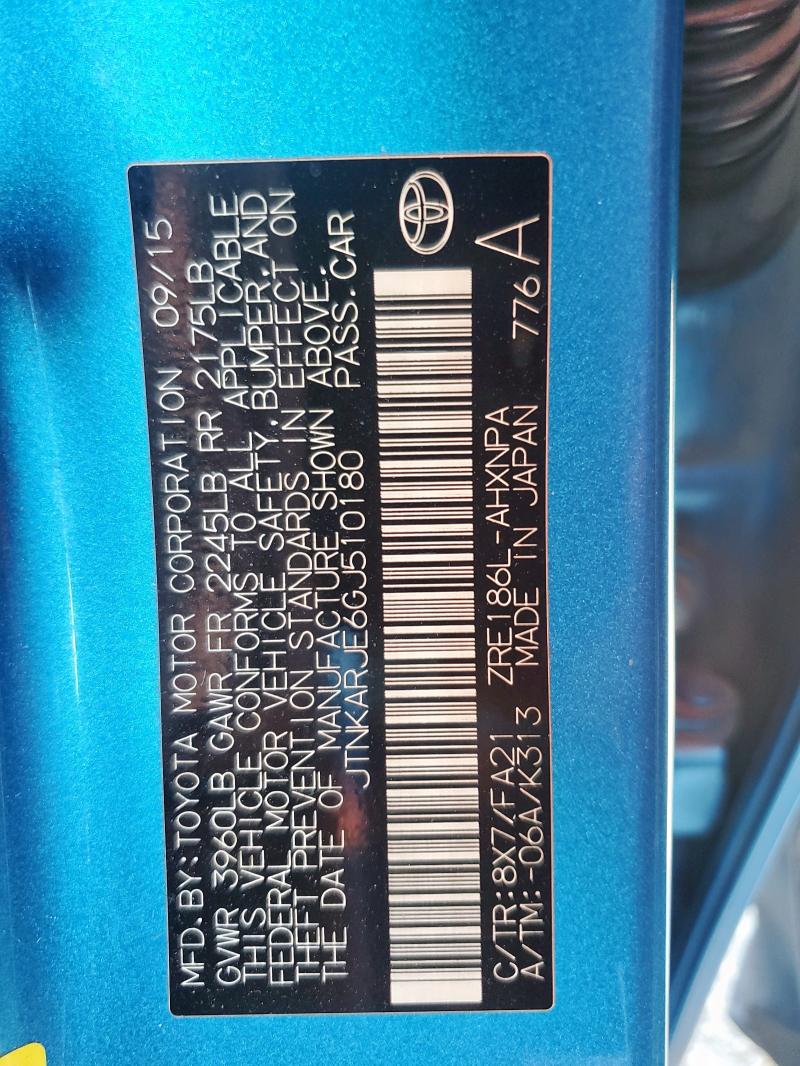 MFD.BY:TOYOTA MOTOR CORPORATION 09/15
GVWR 3960LB GAWR FR 2245LB RR 2175LB
THIS VEHICLE CONFORMS TO ALL APPLICABLE
FEDERAL MOTOR VEHICLE SAFETY,BUMPER,AND
THEFT PREVENTION STANDARDS IN EFFECT ON
THE DATE OF MANUFACTURE SHOWN ABOVE.
JTNKARJE6GJ510180 PASS.CAR
C/TR:8X7/FA21 ZRE186L-AHXNPA
A/TM:-06A/K313 MADE IN JAPAN 776 A